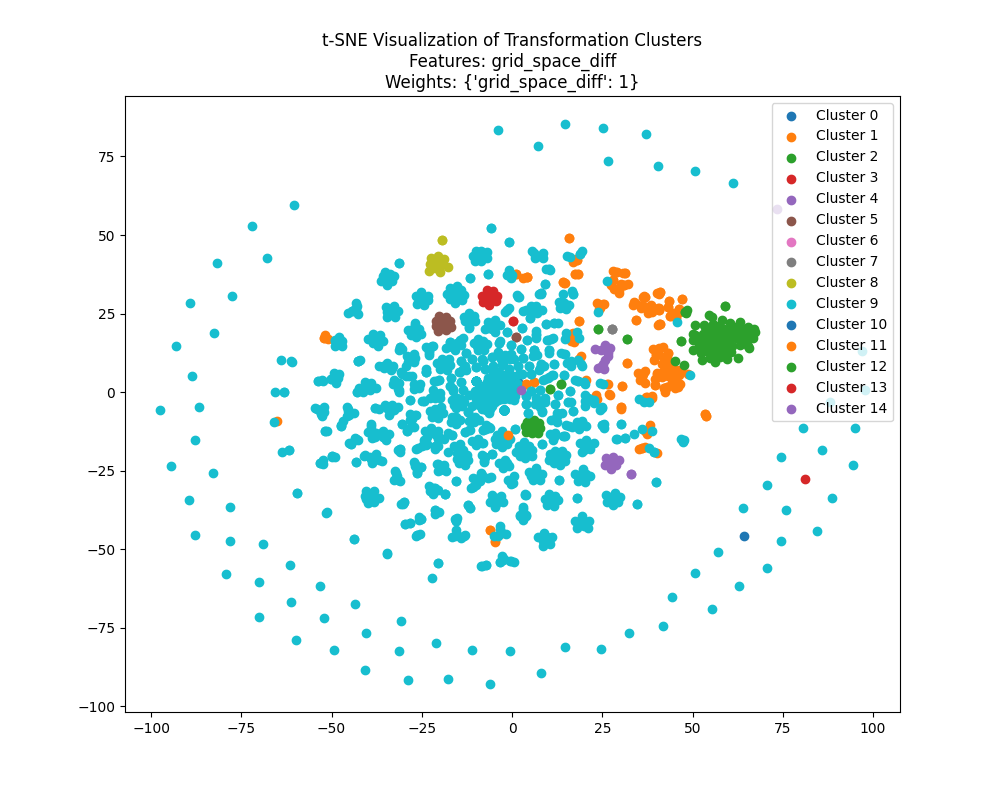 t-SNE Visualization of Transformation Clusters
Features: grid_space_diff
Weights: {'grid_space_diff': 1}
Cluster 0
Cluster 1
Cluster 2
Cluster 3
Cluster 4
Cluster 5
Cluster 6
Cluster 7
Cluster 8
Cluster 9
Cluster 10
Cluster 11
Cluster 12
Cluster 13
Cluster 14
75
50
25
0
−25
−50
−75
−100
−100 −75 −50 −25 0 25 50 75 100